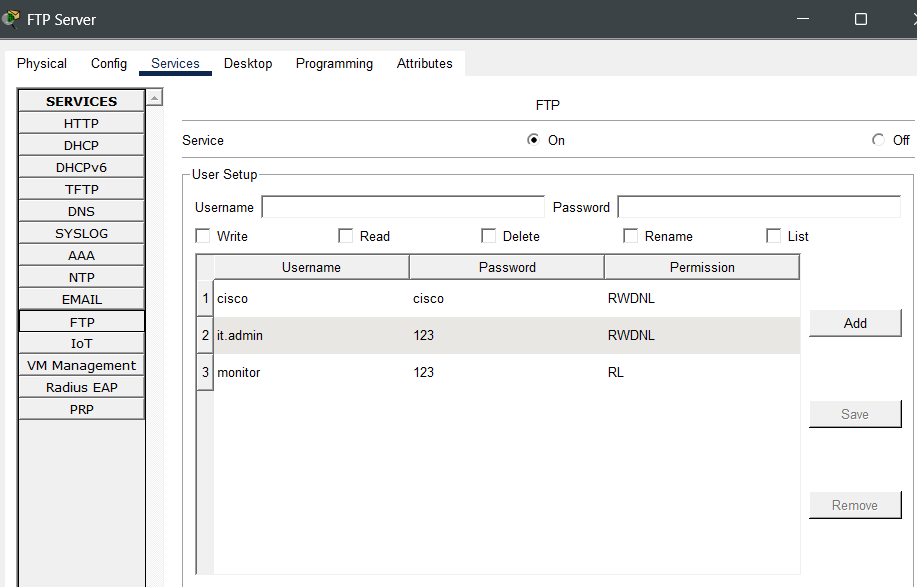 FTP Server
Physical Config Services Desktop Programming Attributes
SERVICES
HTTP
DHCP
DHCPv6
TFTP
DNS
SYSLOG
AAA
NTP
EMAIL
FTP
IoT
VM Management
Radius EAP
PRP
FTP
Service On Off
User Setup
Username Password
Write Read Delete Rename List
Username Password Permission
1 cisco cisco RWDNL
2 it.admin 123 RWDNL
3 monitor 123 RL
Add
Save
Remove